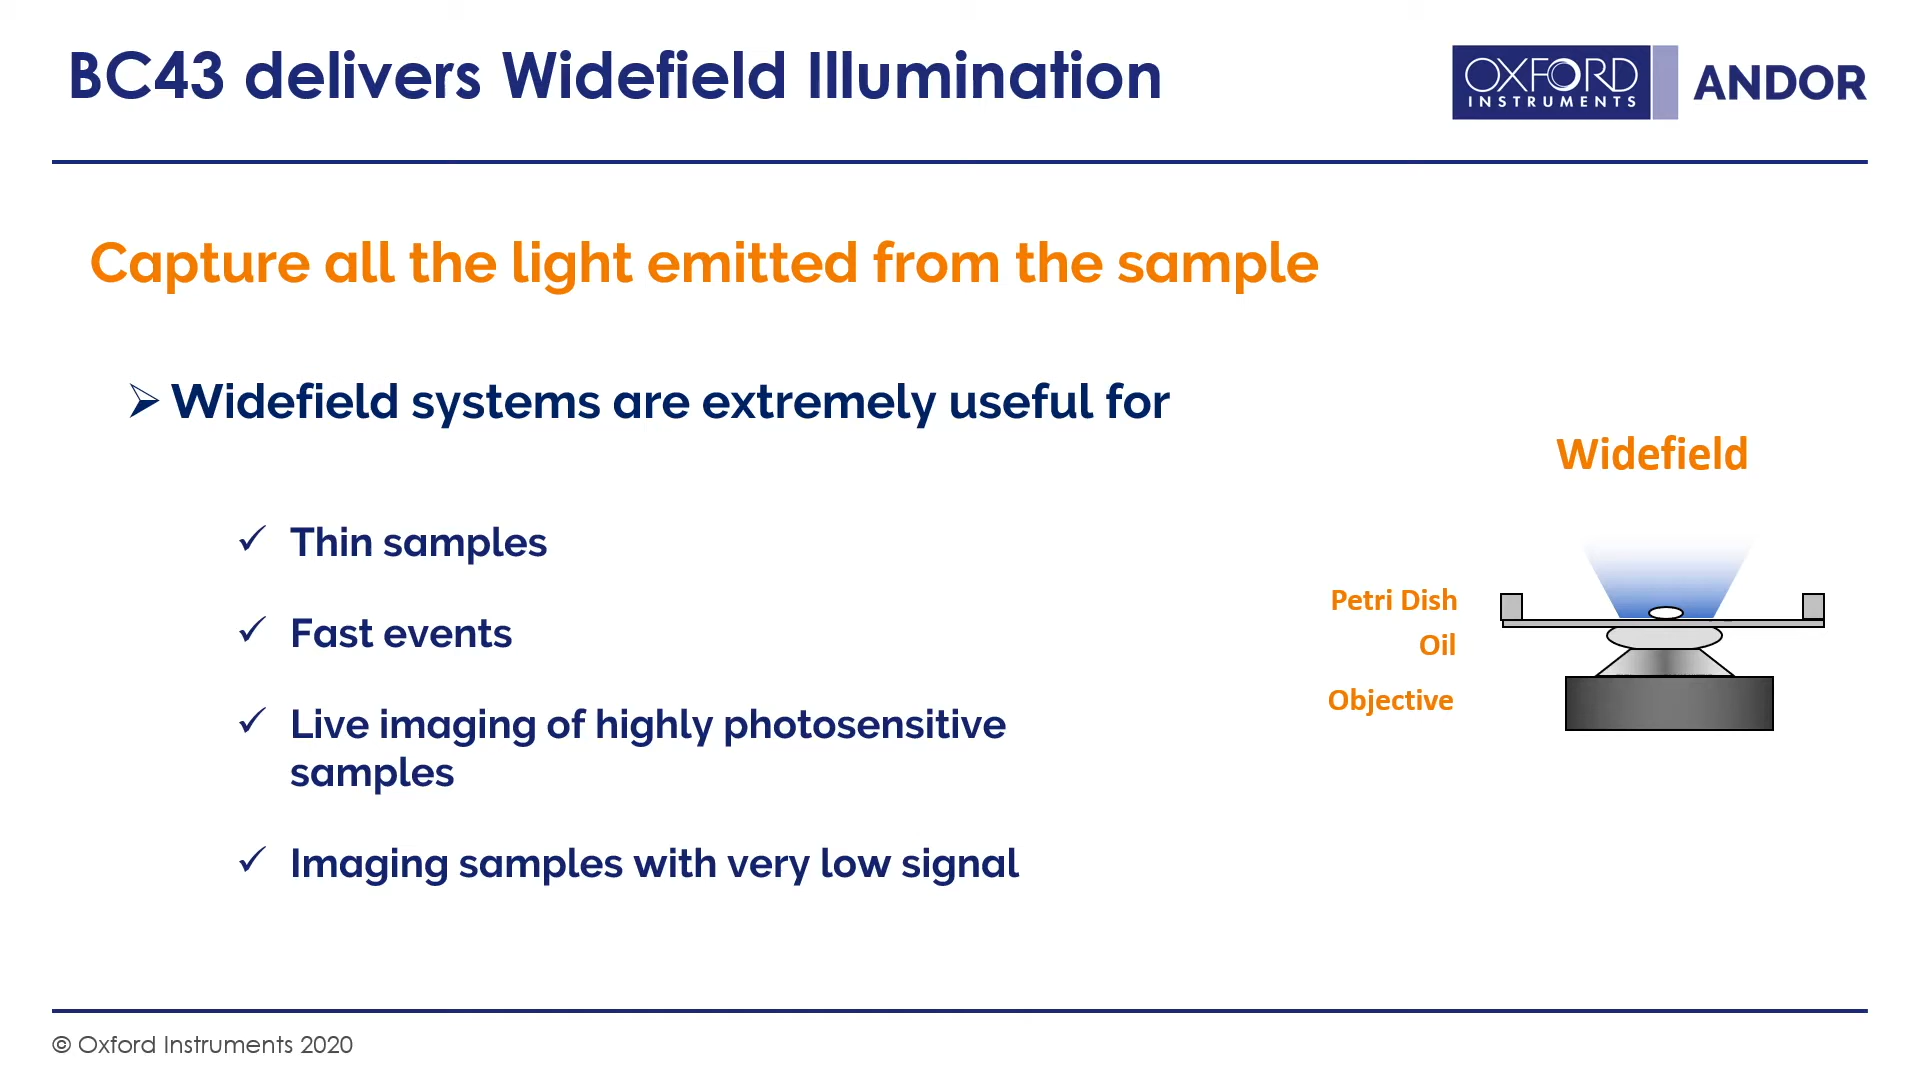 BC43 delivers Widefield Illumination
OXFORD
INSTRUMENTS
ANDOR
Capture all the light emitted from the sample
Widefield systems are extremely useful for
Thin samples
Fast events
Live imaging of highly photosensitive
samples
Imaging samples with very low signal
Widefield
Petri Dish
Oil
Objective
© Oxford Instruments 2020